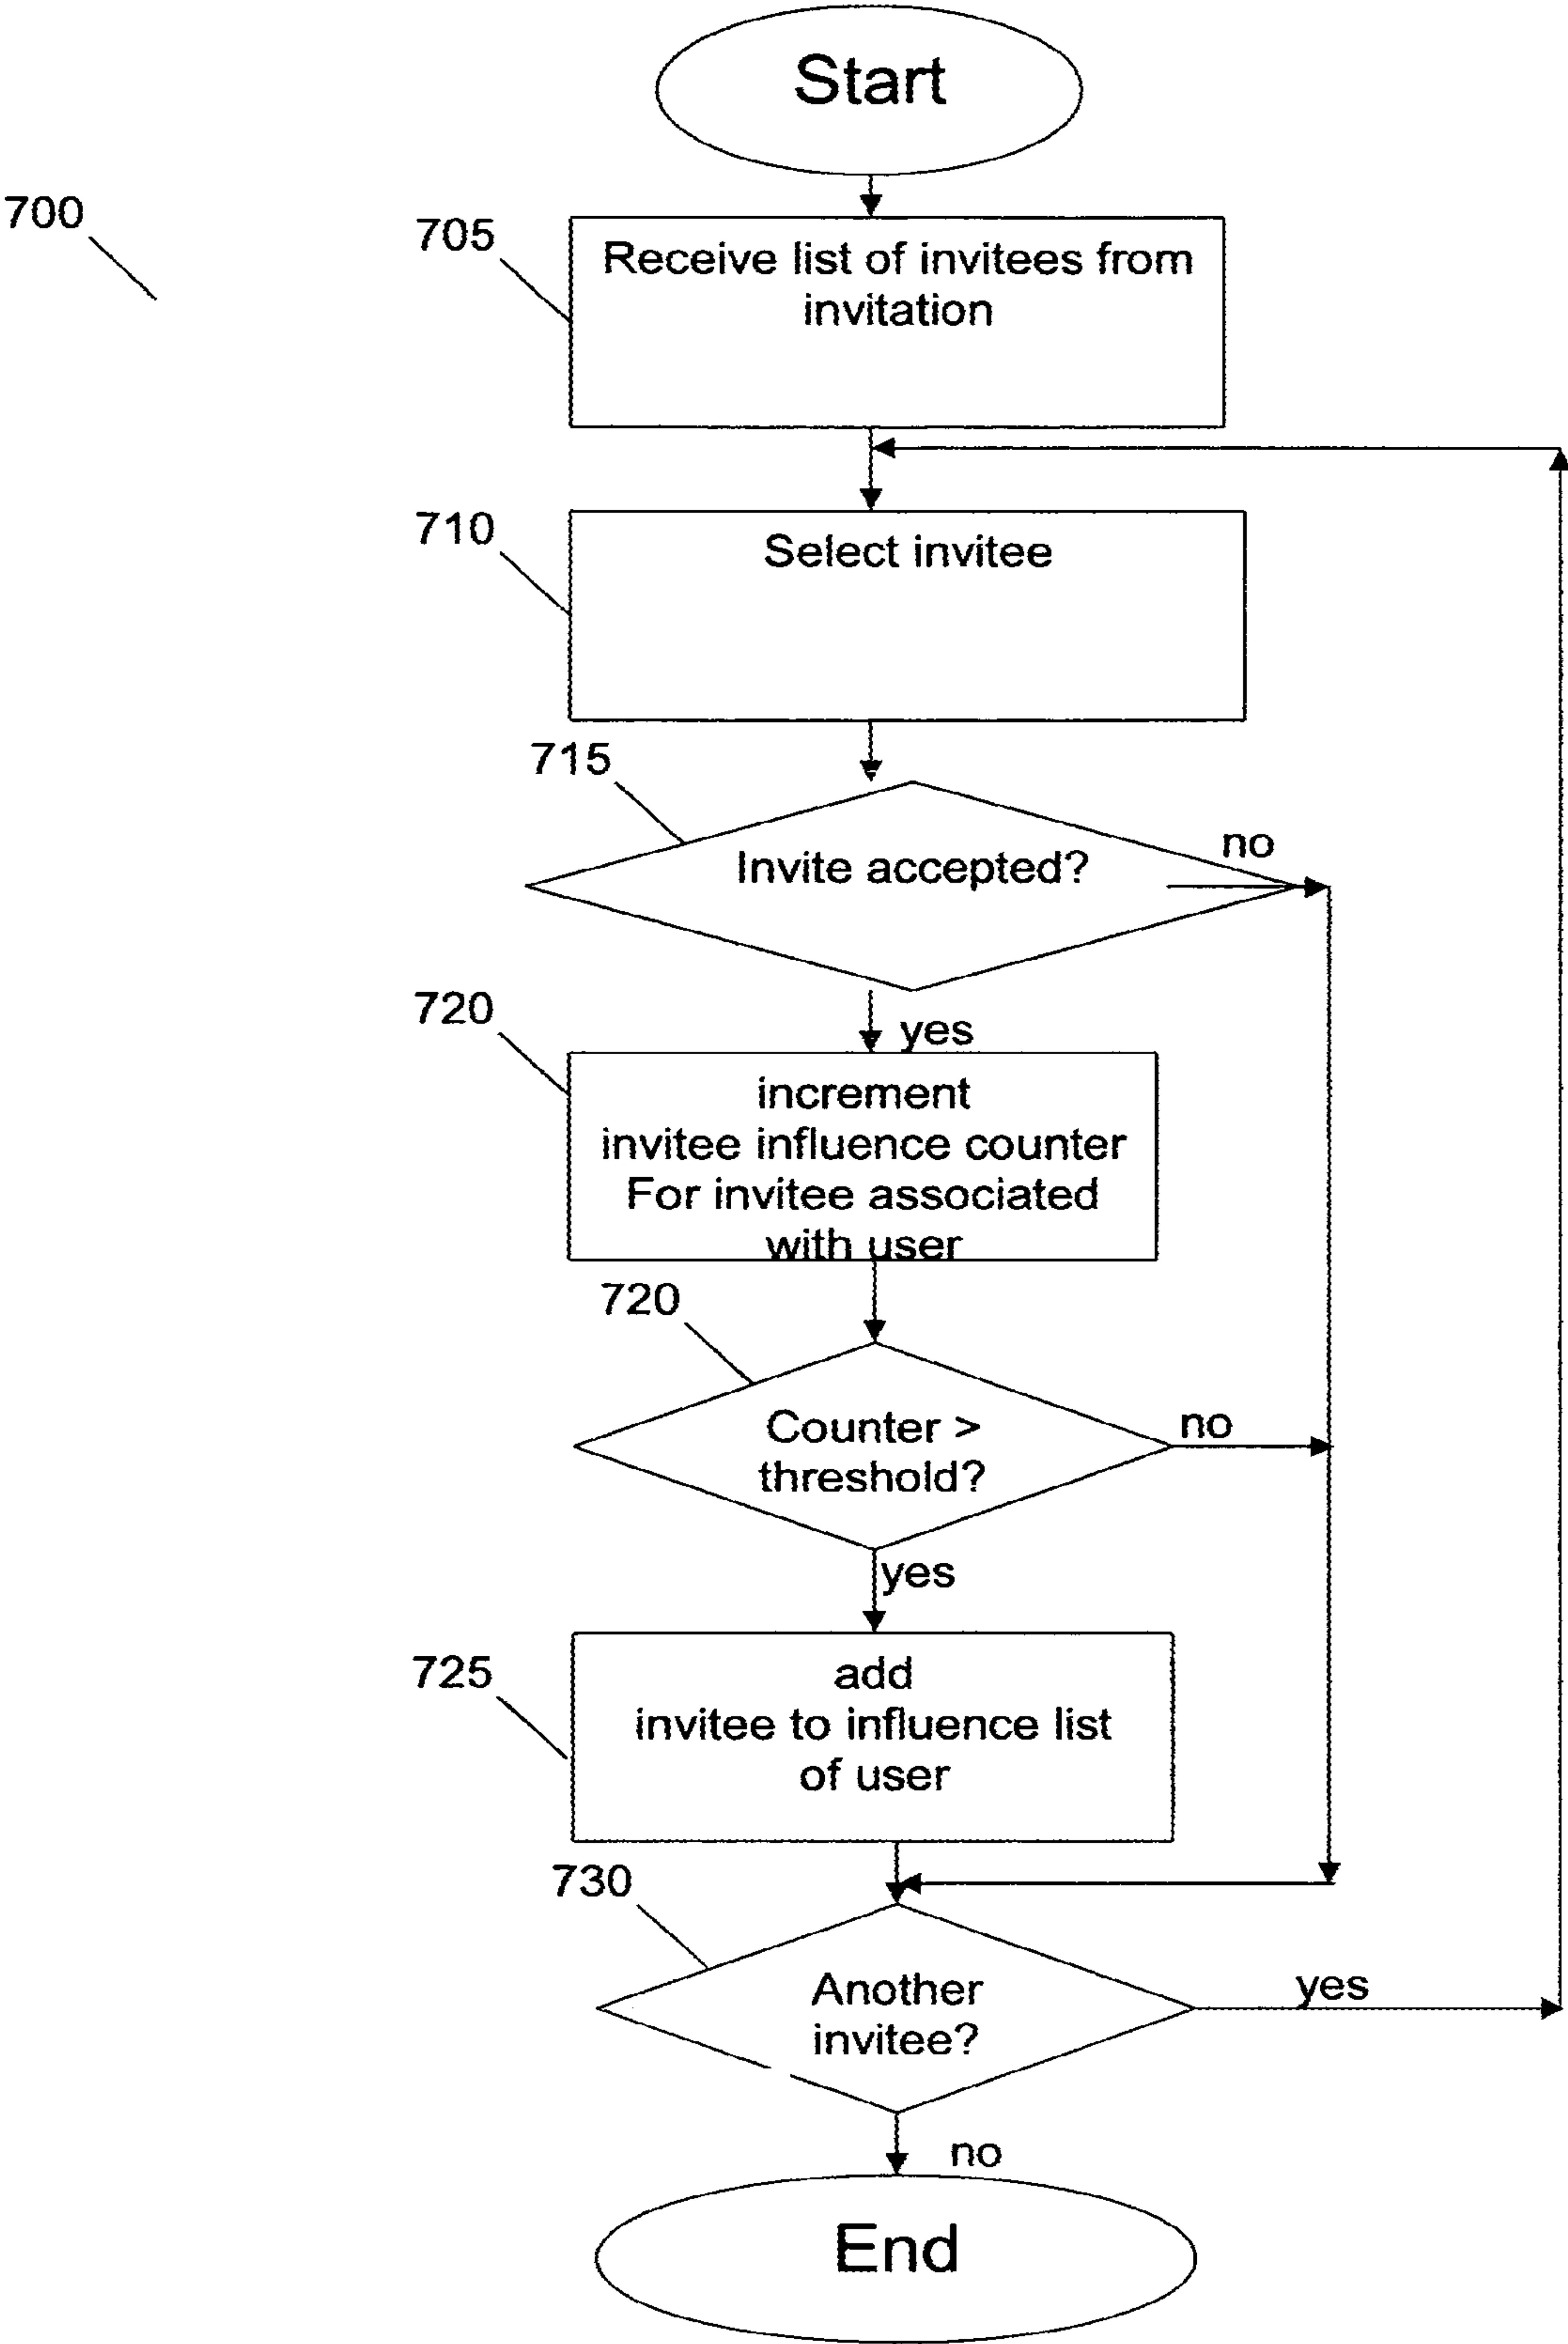 Start
700
705
Receive list of invitees from
invitation
710
Select invitee
715
Invite accepted?
no
yes
720
increment
invitee influence counter
For invitee associated
with user
720
Counter >
threshold?
no
yes
725
add
invitee to influence list
of user
730
Another
invitee?
yes
no
End